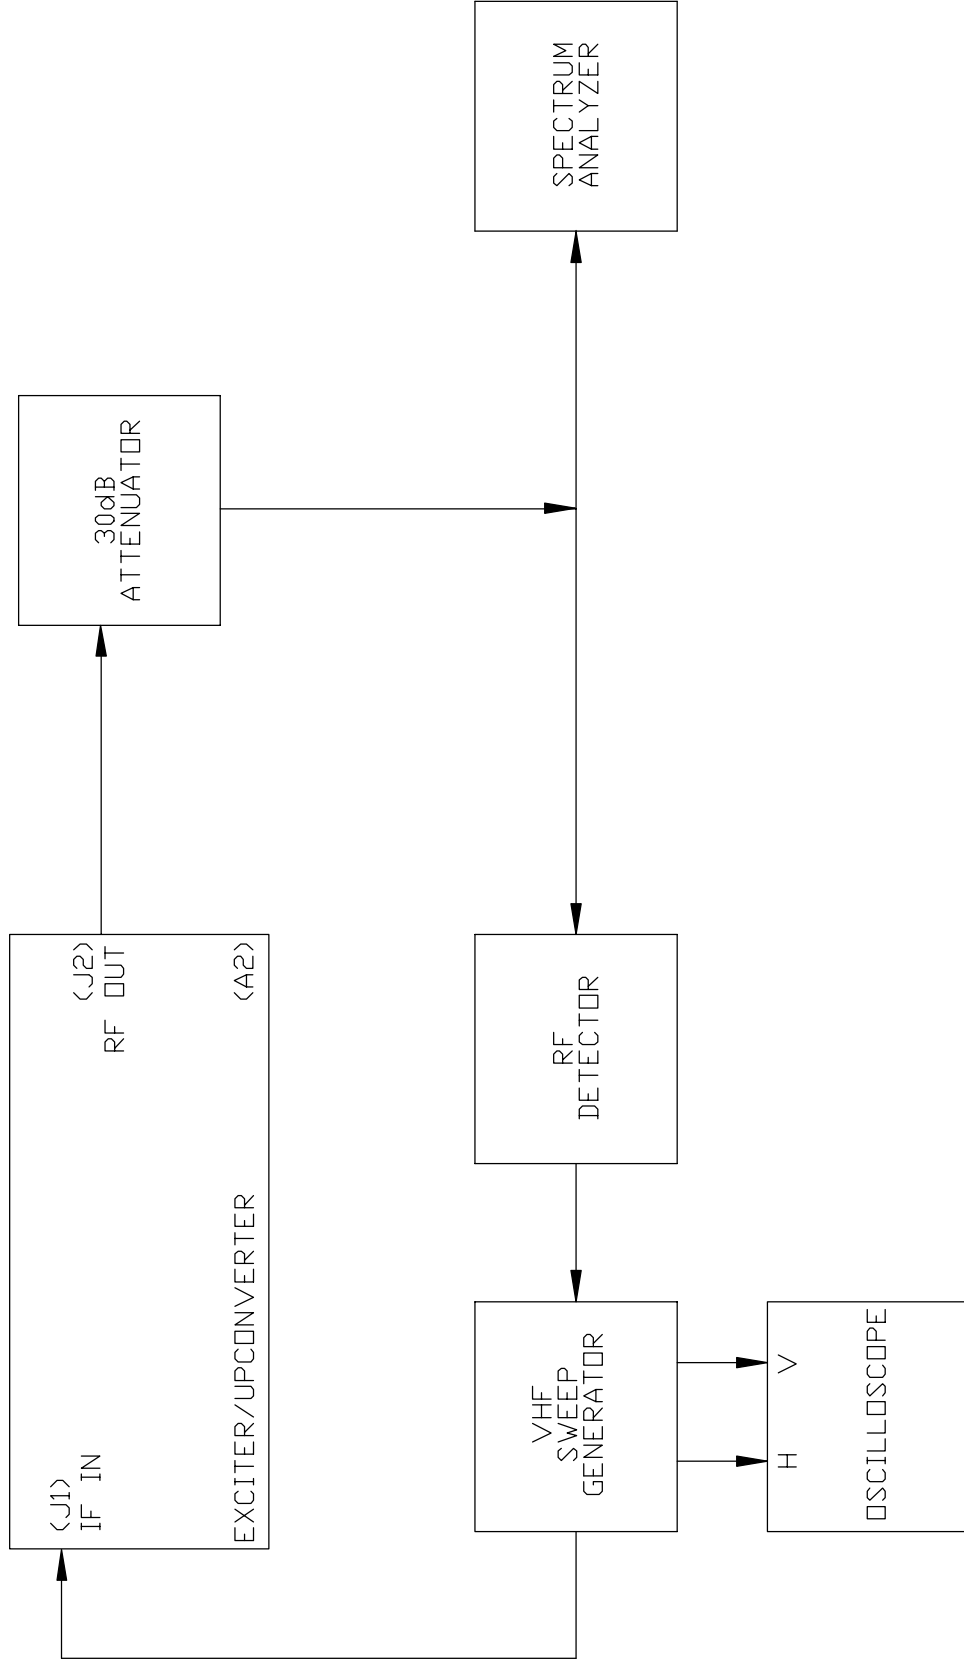 (J1)
IF IN
(J2)
RF OUT
EXCITER/UPCONVERTER
(A2)
30dB
ATTENUATOR
VHF
SWEEP
GENERATOR
RF
DETECTOR
SPECTRUM
ANALYZER
H
V
OSCILLOSCOPE